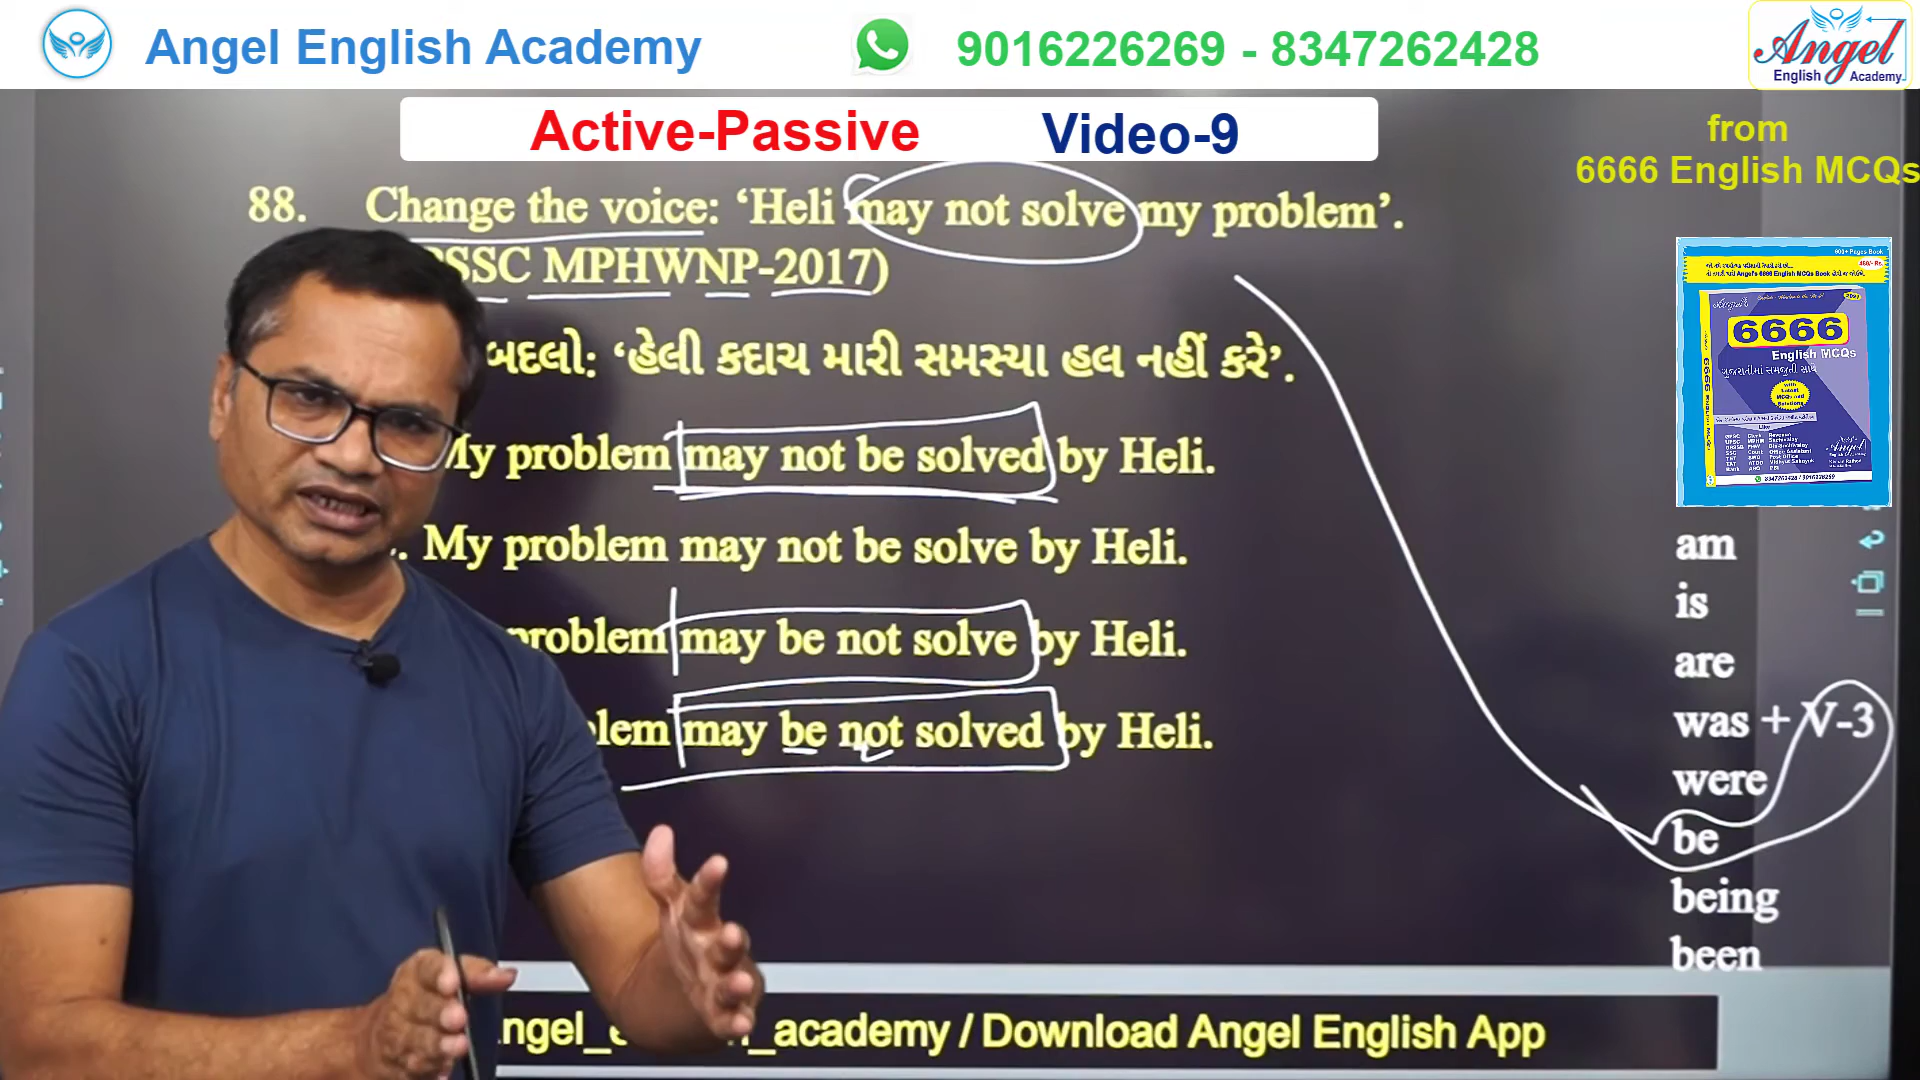 Angel English Academy 9016226269 - 8347262428
Angel
English Academy
Active-Passive Video-9
from
6666 English MCQs
88. Change the voice: ‘Heli may not solve my problem’.
SSC MPHWNP-2017)
બદલો: ‘હેલી કદાચ મારી સમસ્યા હલ નહીં કરે’.
My problem may not be solved by Heli.
. My problem may not be solve by Heli.
problem may be not solve by Heli.
lem may be not solved by Heli.
6666
English MCQs
ગુજરાતીમાં સમજૂતી સાથે
am
is
are
was + V-3
were
be
being
been
academy / Download Angel English App